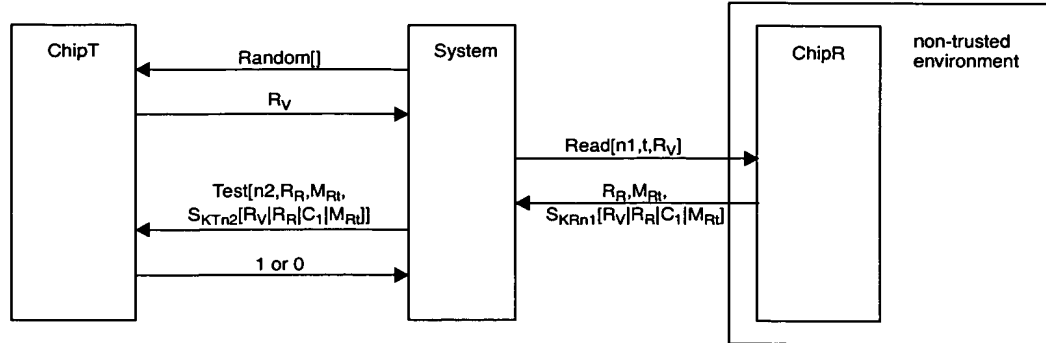 ChipT
System
ChipR
non-trusted
environment
Random[]
R_V
Read[n1,t,R_V]
Test[n2,R_R,M_Rt,
S_KTn2[R_V|R_R|C_1|M_Rt]]
R_R,M_Rt,
S_KRn1[R_V|R_R|C_1|M_Rt]
1 or 0